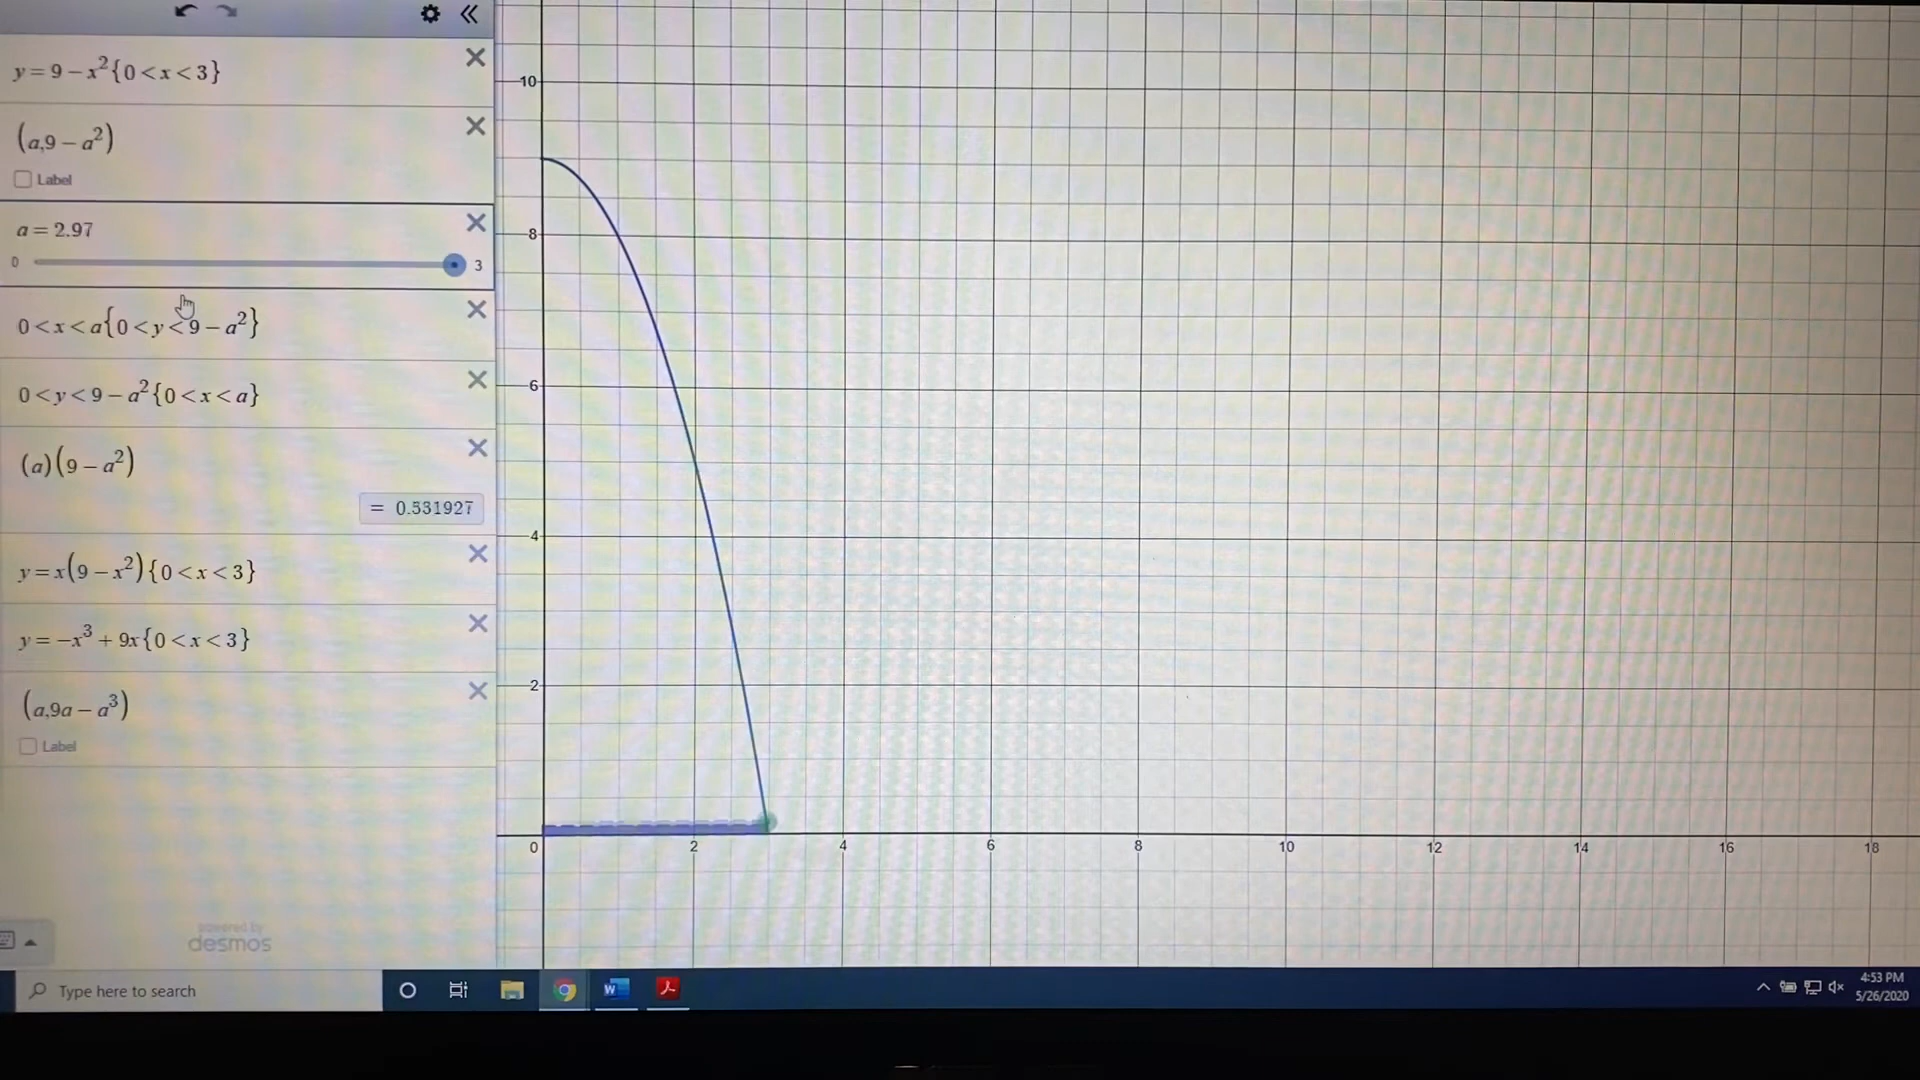 y = 9 − x²{0 < x < 3}
(a,9 − a²)
Label
a = 2.97
0 3
0 < x < a{0 < y < 9 − a²}
0 < y < 9 − a²{0 < x < a}
(a)(9 − a²)
= 0.531927
y = x(9 − x²){0 < x < 3}
y = −x³ + 9x{0 < x < 3}
(a,9a − a³)
Label
powered by
desmos
10
8
6
4
2
0 2 4 6 8 10 12 14 16 18
Type here to search
W
4:53 PM
5/26/2020